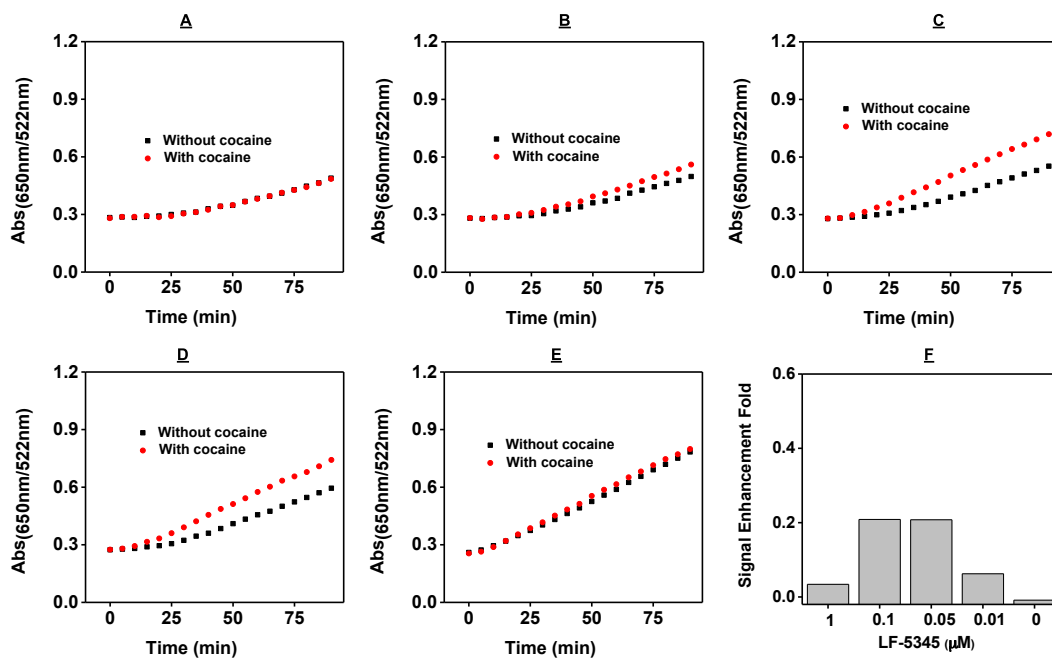 A
1.2
0.9
0.6
0.3
0.0
Abs(650nm/522nm)
Without cocaine
With cocaine
0 25 50 75
Time (min)
B
1.2
0.9
0.6
0.3
0.0
Abs(650nm/522nm)
Without cocaine
With cocaine
0 25 50 75
Time (min)
C
1.2
0.9
0.6
0.3
0.0
Abs(650nm/522nm)
Without cocaine
With cocaine
0 25 50 75
Time (min)
D
1.2
0.9
0.6
0.3
0.0
Abs(650nm/522nm)
Without cocaine
With cocaine
0 25 50 75
Time (min)
E
1.2
0.9
0.6
0.3
0.0
Abs(650nm/522nm)
Without cocaine
With cocaine
0 25 50 75
Time (min)
F
0.6
0.4
0.2
0.0
Signal Enhancement Fold
1 0.1 0.05 0.01 0
LF-5345 (μM)